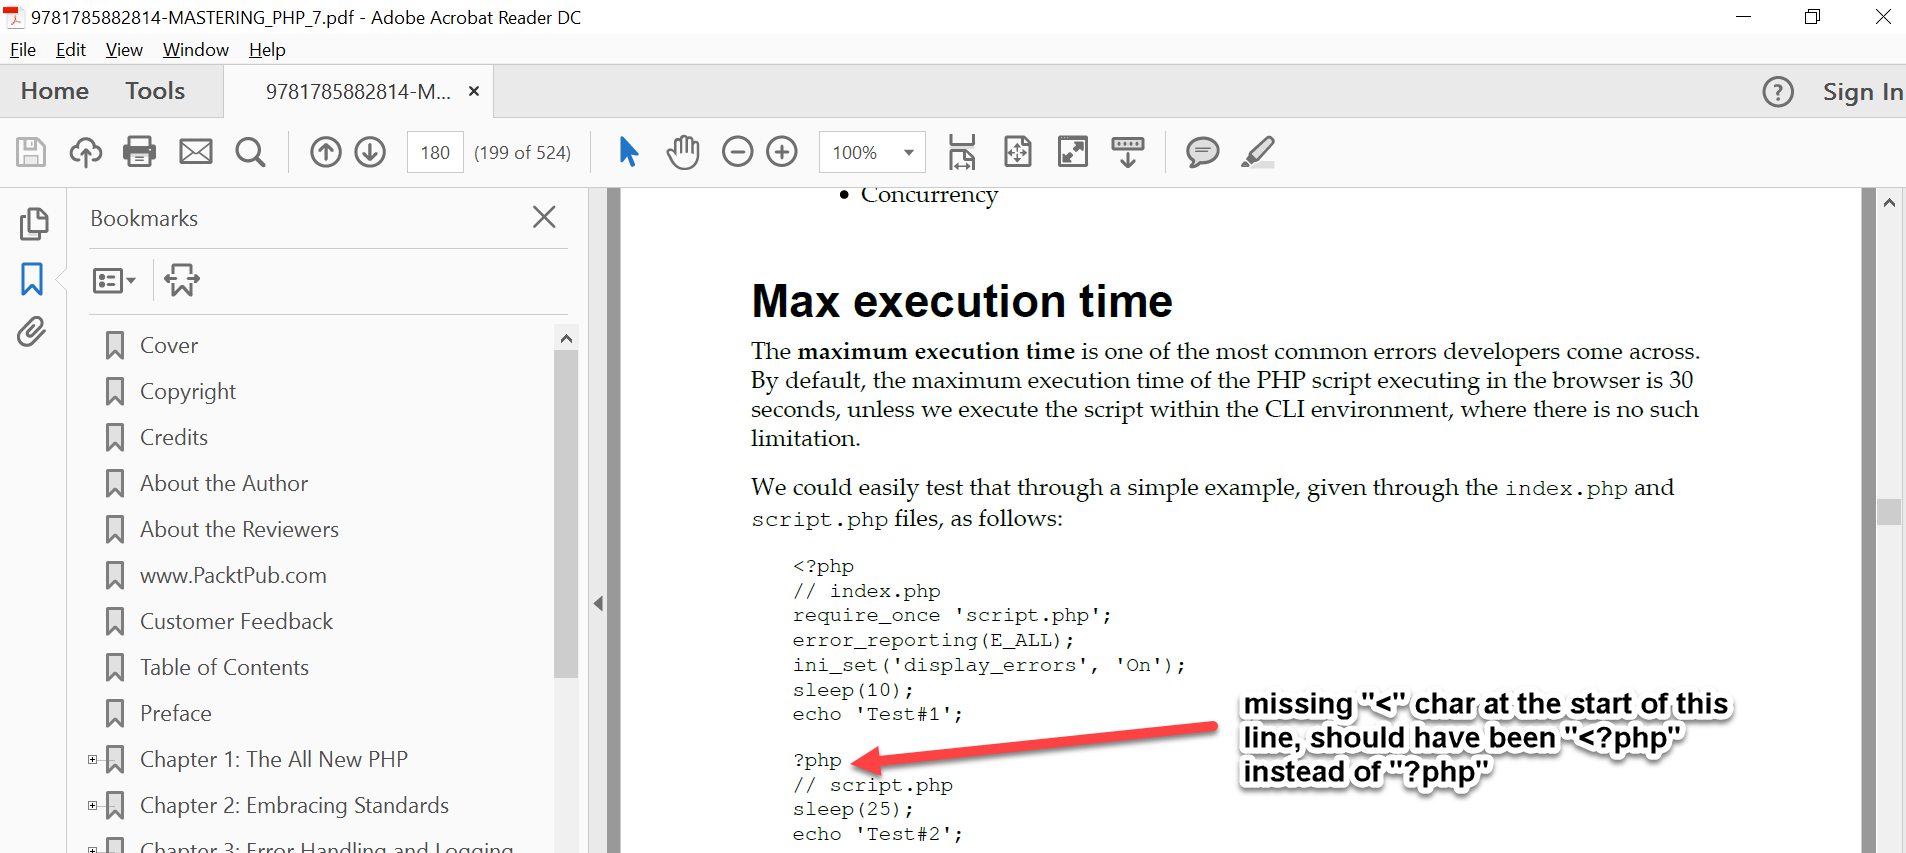 9781785882814-MASTERING_PHP_7.pdf - Adobe Acrobat Reader DC
File Edit View Window Help
Home Tools 9781785882814-M... × ? Sign In
180 (199 of 524) 100%
Bookmarks
Cover
Copyright
Credits
About the Author
About the Reviewers
www.PacktPub.com
Customer Feedback
Table of Contents
Preface
Chapter 1: The All New PHP
Chapter 2: Embracing Standards
Chapter 3: Error Handling and Logging
• Concurrency
Max execution time
The maximum execution time is one of the most common errors developers come across.
By default, the maximum execution time of the PHP script executing in the browser is 30
seconds, unless we execute the script within the CLI environment, where there is no such
limitation.
We could easily test that through a simple example, given through the index.php and
script.php files, as follows:
<?php
// index.php
require_once 'script.php';
error_reporting(E_ALL);
ini_set('display_errors', 'On');
sleep(10);
echo 'Test#1';
?php
// script.php
sleep(25);
echo 'Test#2';
missing "<" char at the start of this
line, should have been "<?php"
instead of "?php"